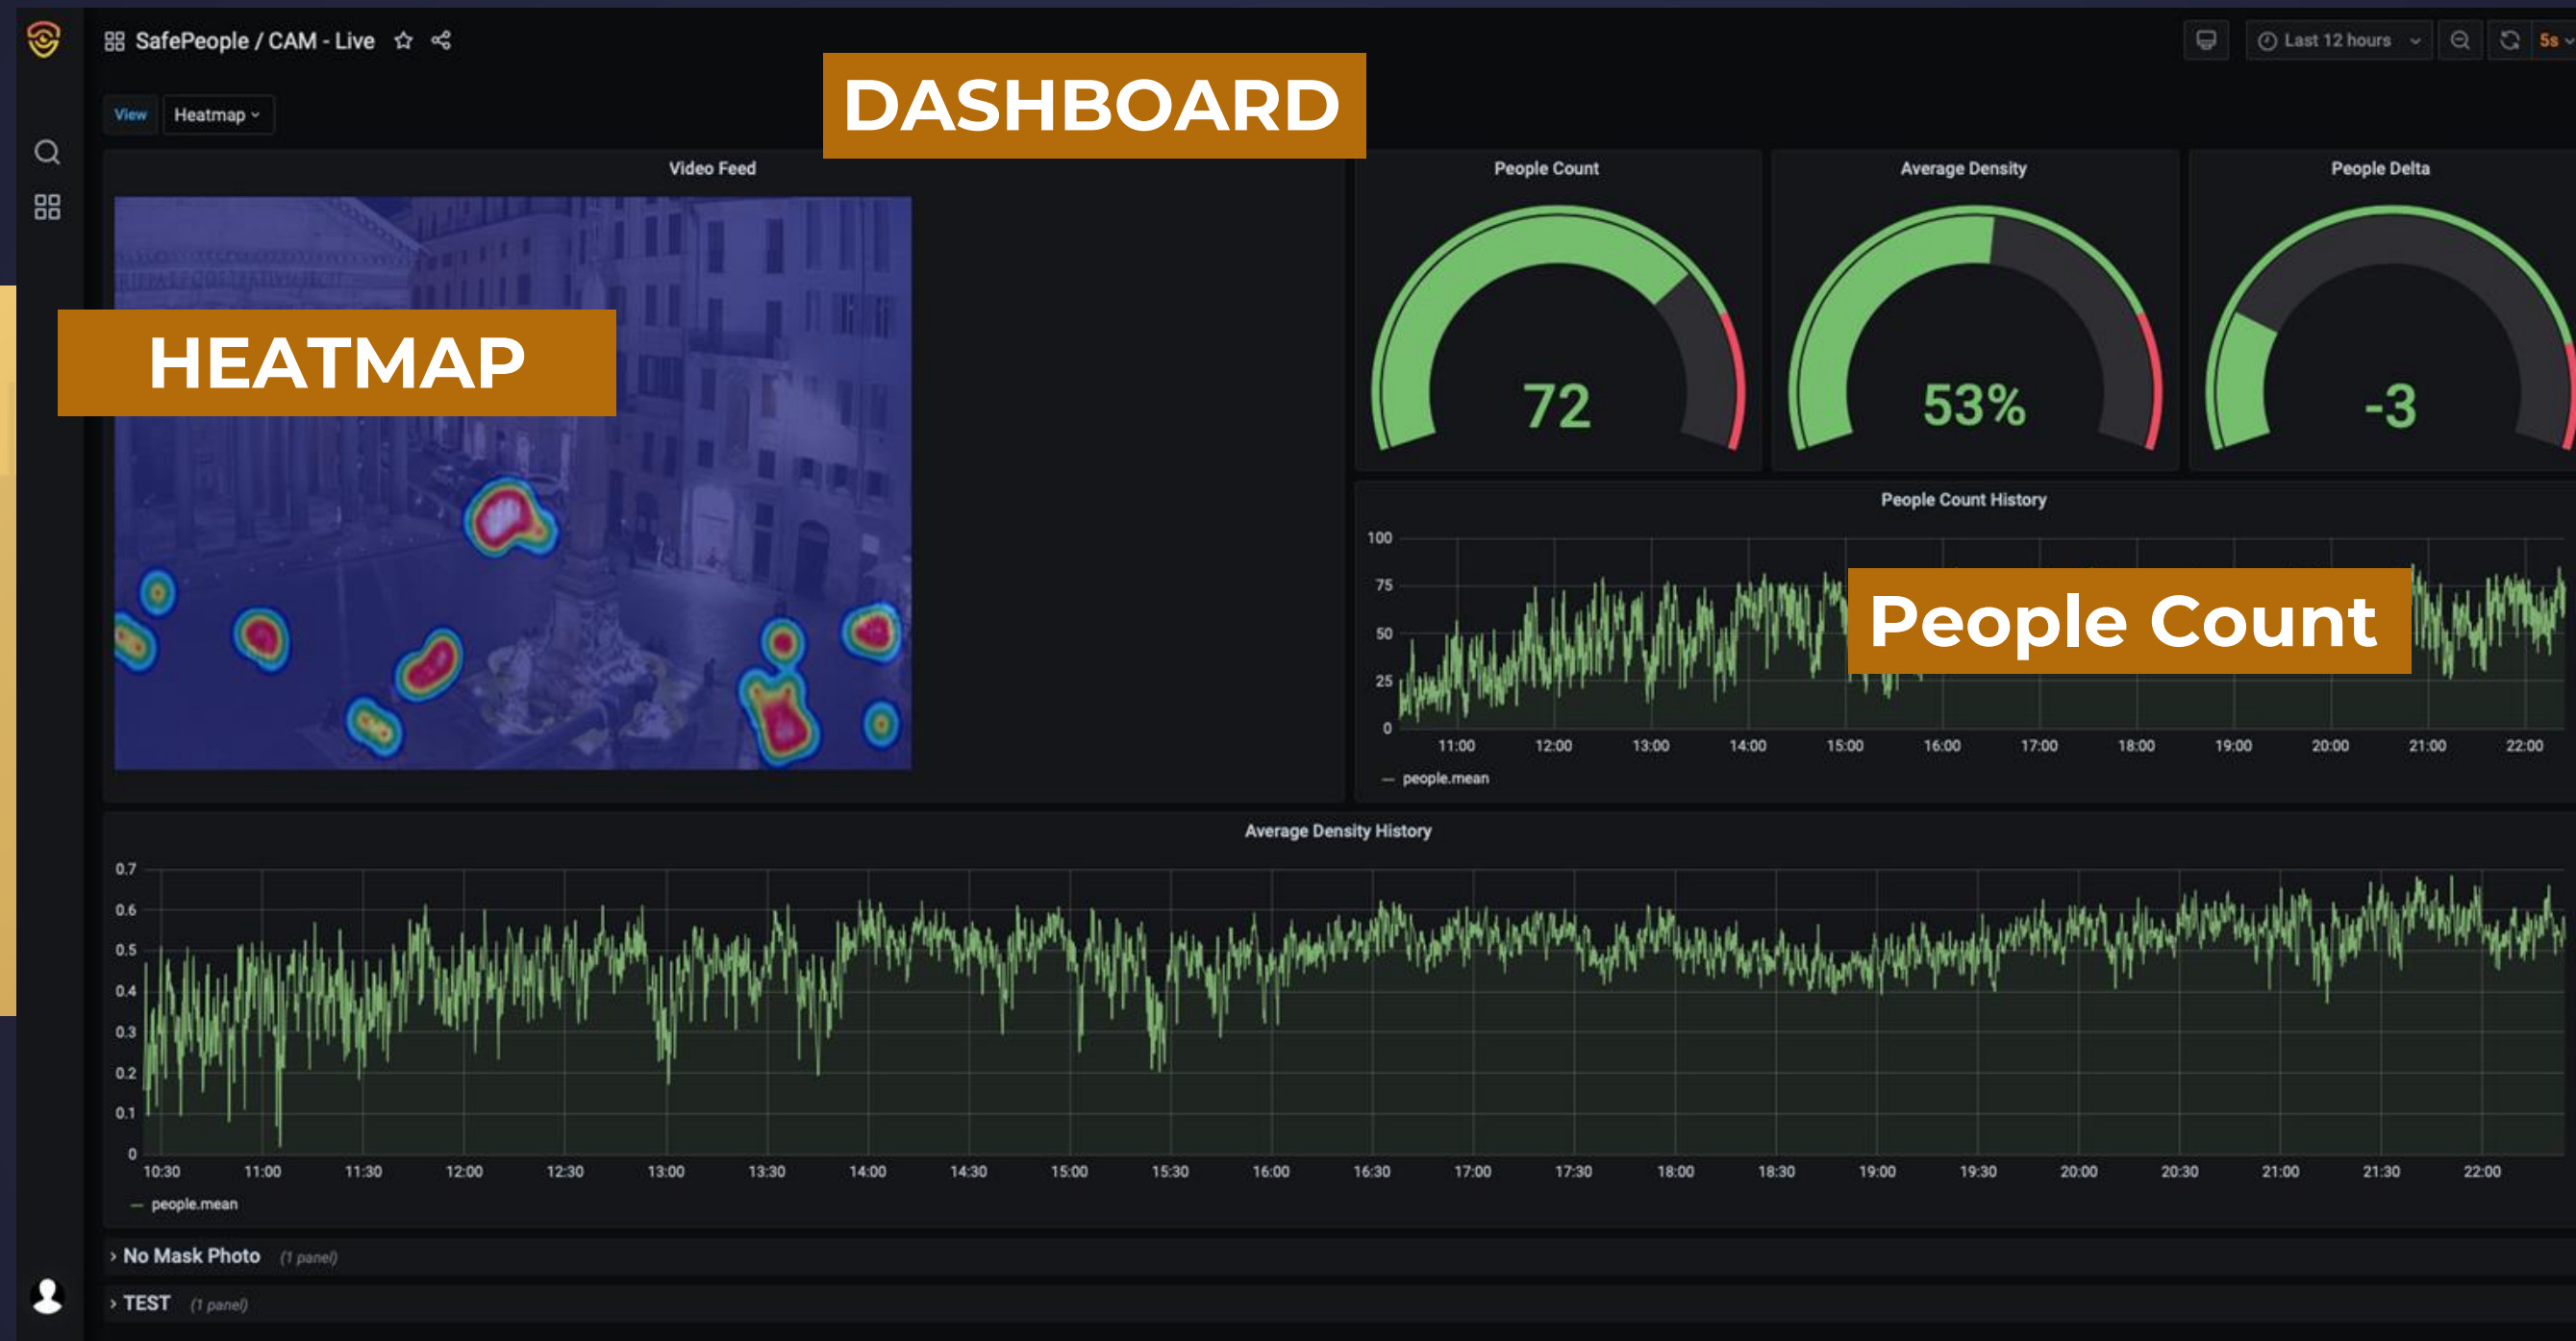 SafePeople / CAM - Live
Last 12 hours
5s
DASHBOARD
View
Heatmap
Video Feed
People Count
Average Density
People Delta
HEATMAP
72
53%
-3
People Count History
100
75
50
25
0
People Count
11:00 12:00 13:00 14:00 15:00 16:00 17:00 18:00 19:00 20:00 21:00 22:00
people.mean
Average Density History
0.7
0.6
0.5
0.4
0.3
0.2
0.1
0
10:30 11:00 11:30 12:00 12:30 13:00 13:30 14:00 14:30 15:00 15:30 16:00 16:30 17:00 17:30 18:00 18:30 19:00 19:30 20:00 20:30 21:00 21:30 22:00
people.mean
No Mask Photo (1 panel)
TEST (1 panel)